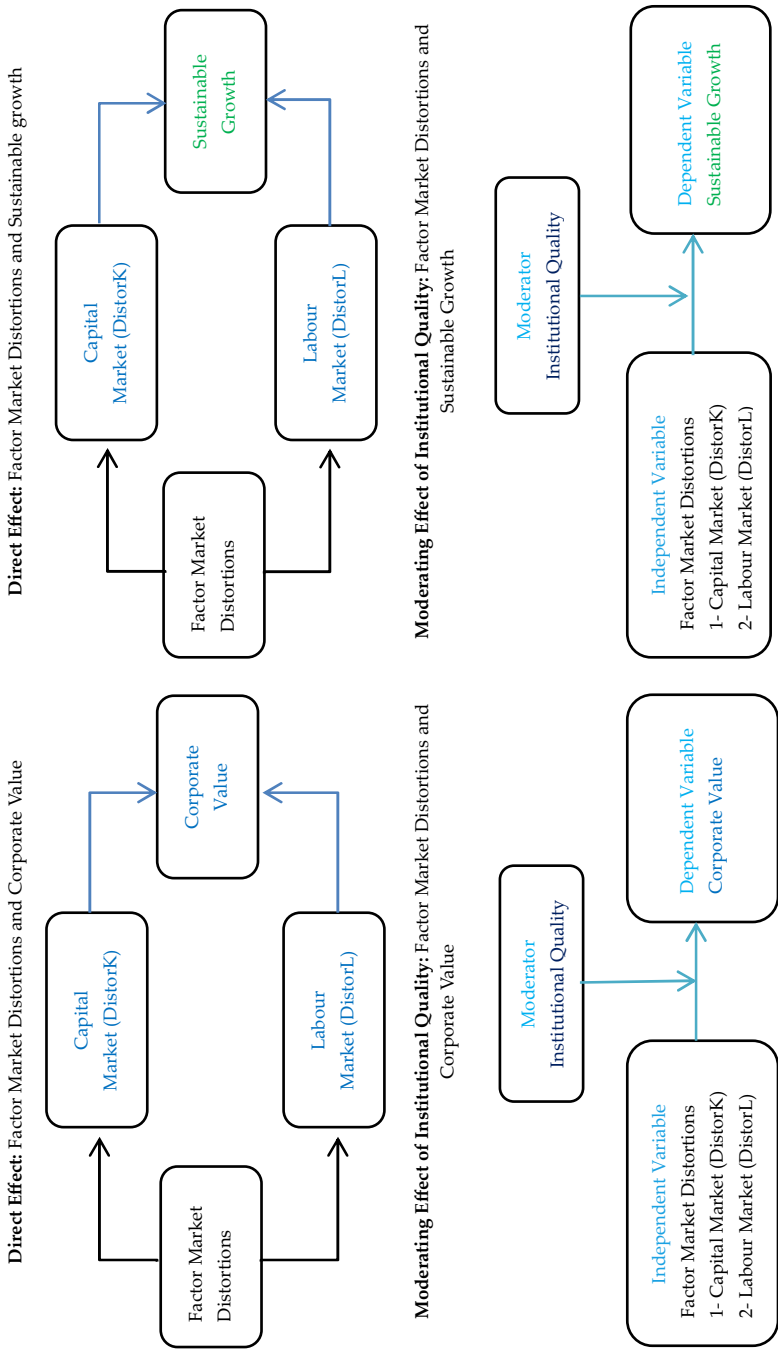 Direct Effect: Factor Market Distortions and Corporate Value
Factor Market
Distortions
Capital
Market (DistorK)
Labour
Market (DistorL)
Corporate
Value
Direct Effect: Factor Market Distortions and Sustainable growth
Factor Market
Distortions
Capital
Market (DistorK)
Labour
Market (DistorL)
Sustainable
Growth
Moderating Effect of Institutional Quality: Factor Market Distortions and
Corporate Value
Moderator
Institutional Quality
Independent Variable
Factor Market Distortions
1- Capital Market (DistorK)
2- Labour Market (DistorL)
Dependent Variable
Corporate Value
Moderating Effect of Institutional Quality: Factor Market Distortions and
Sustainable Growth
Moderator
Institutional Quality
Independent Variable
Factor Market Distortions
1- Capital Market (DistorK)
2- Labour Market (DistorL)
Dependent Variable
Sustainable Growth